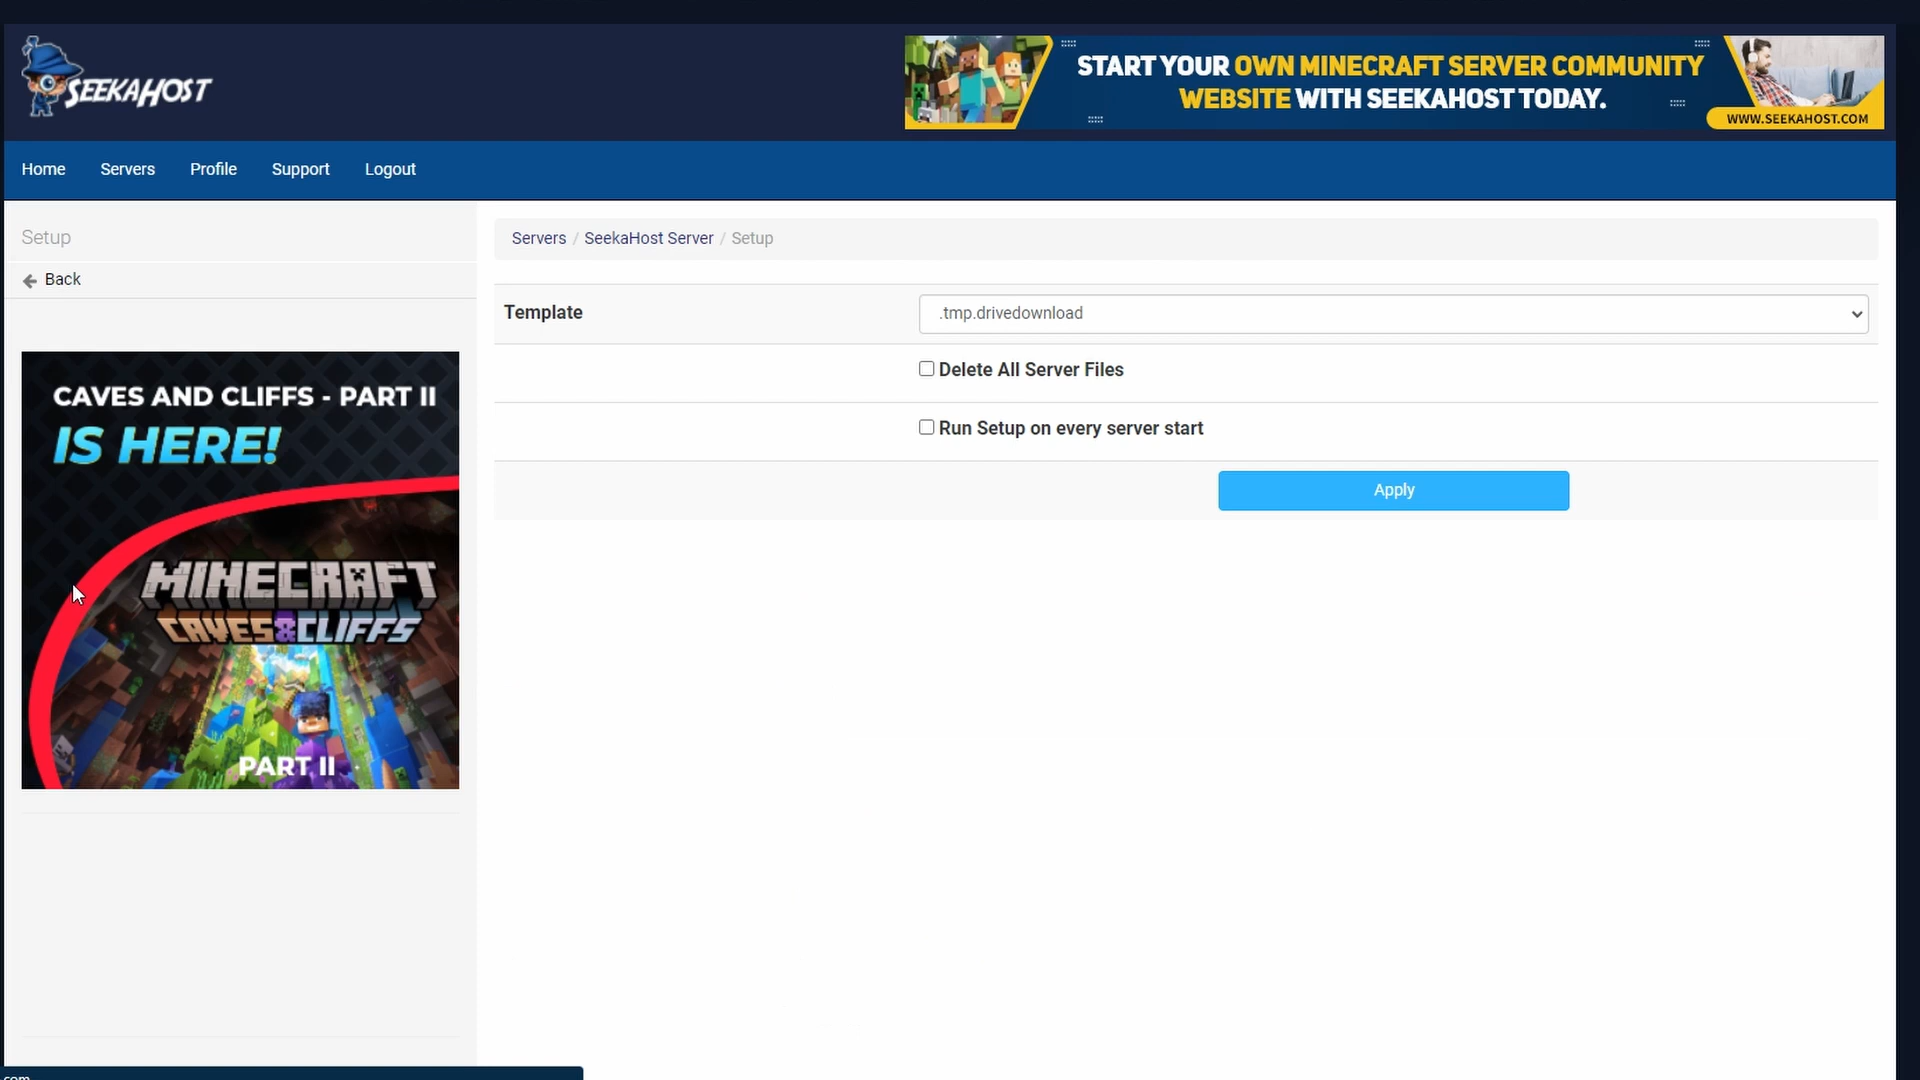 SEEKAHOST
START YOUR OWN MINECRAFT SERVER COMMUNITY
WEBSITE WITH SEEKAHOST TODAY.
WWW.SEEKAHOST.COM
Home Servers Profile Support Logout
Setup
Back
Servers / SeekaHost Server / Setup
Template .tmp.drivedownload
Delete All Server Files
Run Setup on every server start
Apply
CAVES AND CLIFFS - PART II
IS HERE!
MINECRAFT
CAVES & CLIFFS
PART II